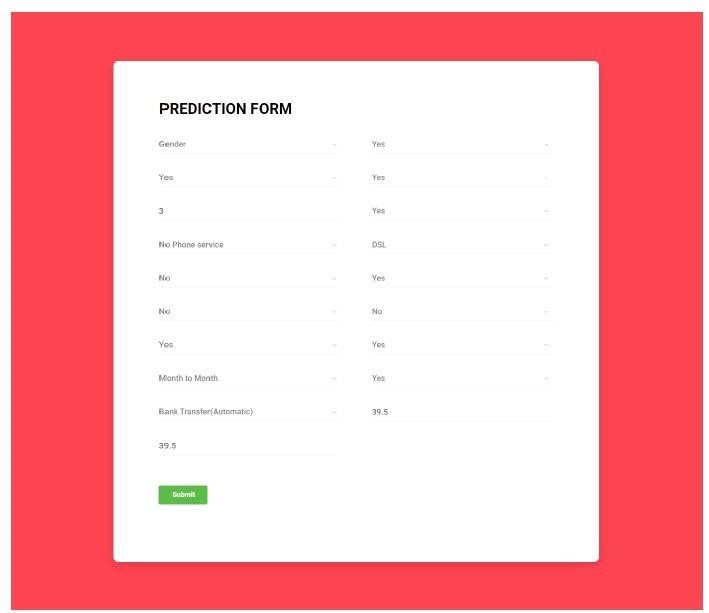 PREDICTION FORM
Gender Yes
Yes Yes
3 Yes
No Phone service DSL
No Yes
No No
Yes Yes
Month to Month Yes
Bank Transfer(Automatic) 39.5
39.5
Submit